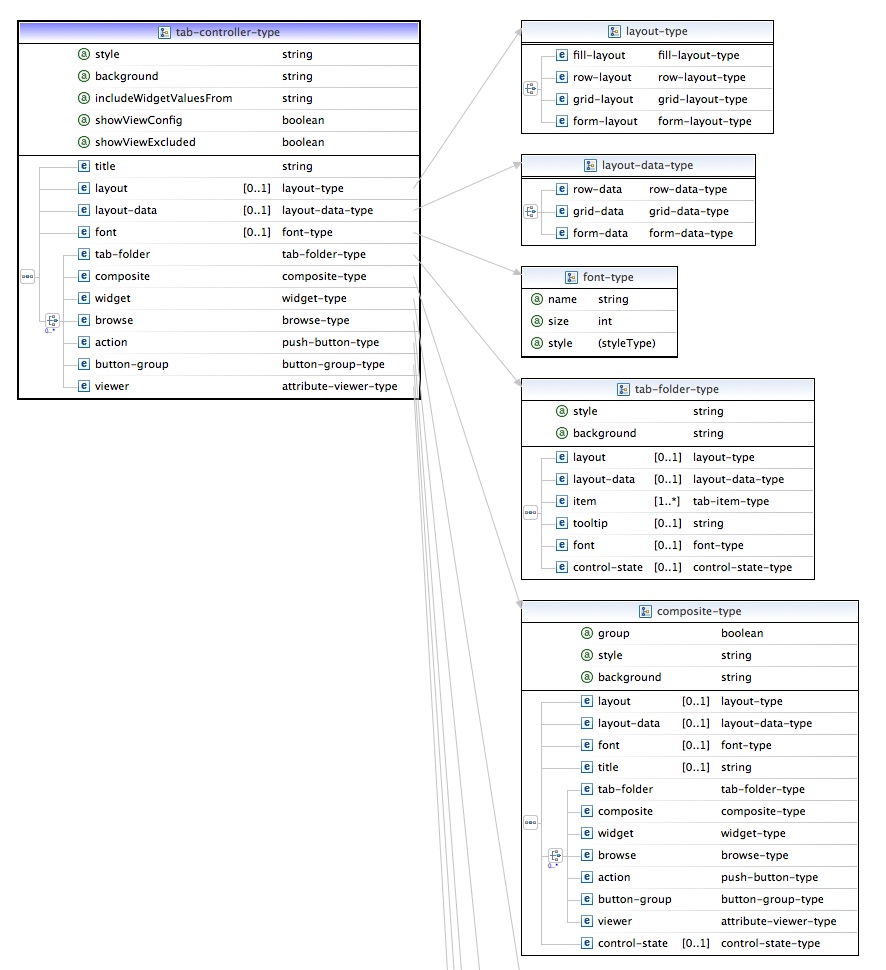 tab-controller-type
a style string
a background string
a includeWidgetValuesFrom string
a showViewConfig boolean
a showViewExcluded boolean
e title string
e layout [0..1] layout-type
e layout-data [0..1] layout-data-type
e font [0..1] font-type
e tab-folder tab-folder-type
e composite composite-type
e widget widget-type
e browse browse-type
e action push-button-type
e button-group button-group-type
e viewer attribute-viewer-type
layout-type
e fill-layout fill-layout-type
e row-layout row-layout-type
e grid-layout grid-layout-type
e form-layout form-layout-type
layout-data-type
e row-data row-data-type
e grid-data grid-data-type
e form-data form-data-type
font-type
a name string
a size int
a style (styleType)
tab-folder-type
a style string
a background string
e layout [0..1] layout-type
e layout-data [0..1] layout-data-type
e item [1..*] tab-item-type
e tooltip [0..1] string
e font [0..1] font-type
e control-state [0..1] control-state-type
composite-type
a group boolean
a style string
a background string
e layout [0..1] layout-type
e layout-data [0..1] layout-data-type
e font [0..1] font-type
e title [0..1] string
e tab-folder tab-folder-type
e composite composite-type
e widget widget-type
e browse browse-type
e action push-button-type
e button-group button-group-type
e viewer attribute-viewer-type
e control-state [0..1] control-state-type